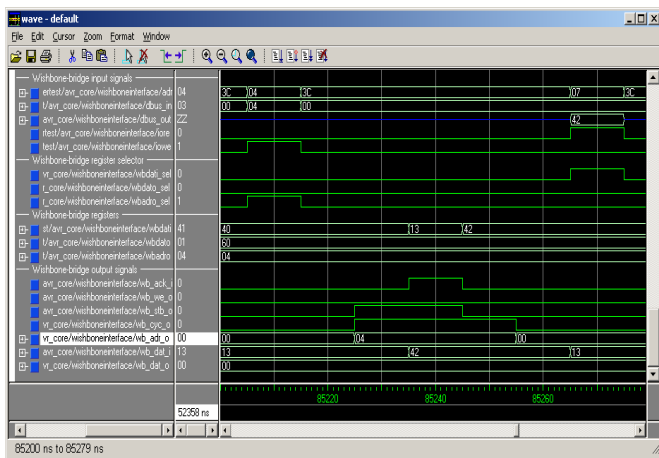 wave - default
File Edit Cursor Zoom Format Window
Wishbone-bridge input signals
ertest/avr_core/wishboneinterface/adr 04 3C 04 3C 07 3C
t/avr_core/wishboneinterface/dbus_in 03 00 04 00
avr_core/wishboneinterface/dbus_out ZZ 42
rtest/avr_core/wishboneinterface/iore 0
test/avr_core/wishboneinterface/iowe 1
Wishbone-bridge register selector
vr_core/wishboneinterface/wbdati_sel 0
r_core/wishboneinterface/wbdato_sel 0
r_core/wishboneinterface/wbadro_sel 1
Wishbone-bridge registers
st/avr_core/wishboneinterface/wbdati 41 40 13 42
t/avr_core/wishboneinterface/wbdato 01 60
t/avr_core/wishboneinterface/wbadro 04 04
Wishbone-bridge output signals
avr_core/wishboneinterface/wb_ack_i 0
avr_core/wishboneinterface/wb_we_o 0
avr_core/wishboneinterface/wb_stb_o 0
vr_core/wishboneinterface/wb_cyc_o 0
vr_core/wishboneinterface/wb_adr_o 00 00 04 00
avr_core/wishboneinterface/wb_dat_i 13 13 42 13
vr_core/wishboneinterface/wb_dat_o 00 00
85220 85240 85260
52358 ns
85200 ns to 85279 ns